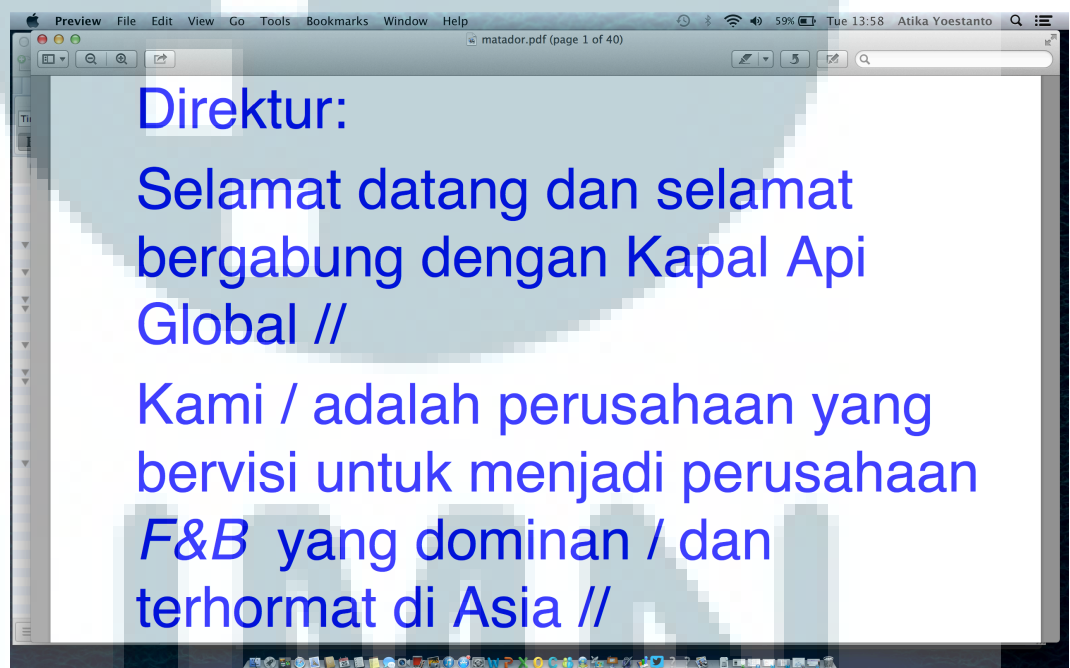 Preview File Edit View Go Tools Bookmarks Window Help 59% Tue 13:58 Atika Yoestanto
matador.pdf (page 1 of 40)
Direktur:
Selamat datang dan selamat
bergabung dengan Kapal Api
Global //
Kami / adalah perusahaan yang
bervisi untuk menjadi perusahaan
F&B yang dominan / dan
terhormat di Asia //